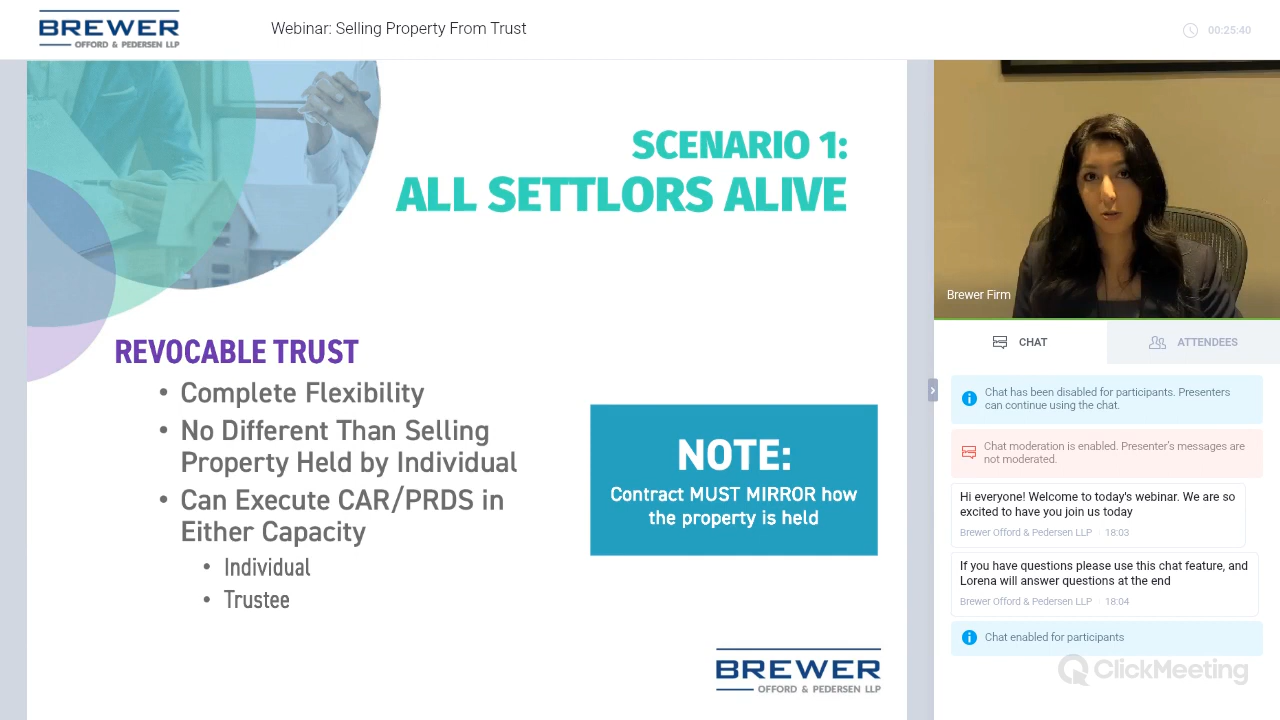 BREWER
OFFORD & PEDERSEN LLP
Webinar: Selling Property From Trust
00:25:40
SCENARIO 1:
ALL SETTLORS ALIVE
REVOCABLE TRUST
• Complete Flexibility
• No Different Than Selling
Property Held by Individual
• Can Execute CAR/PRDS in
Either Capacity
• Individual
• Trustee
NOTE:
Contract MUST MIRROR how
the property is held
BREWER
OFFORD & PEDERSEN LLP
Brewer Firm
CHAT
ATTENDEES
Chat has been disabled for participants. Presenters
can continue using the chat.
Chat moderation is enabled. Presenter's messages are
not moderated.
Hi everyone! Welcome to today's webinar. We are so
excited to have you join us today
Brewer Offord & Pedersen LLP 18:03
If you have questions please use this chat feature, and
Lorena will answer questions at the end
Brewer Offord & Pedersen LLP 18:04
Chat enabled for participants
ClickMeeting